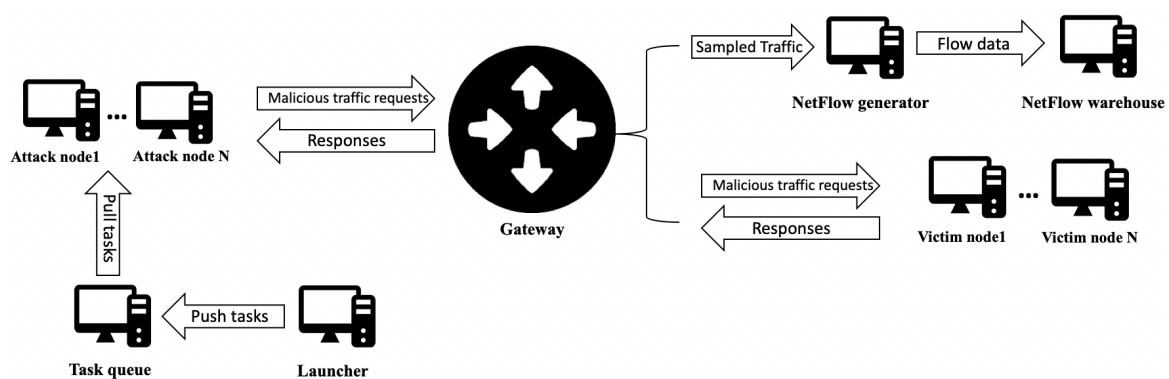 Sampled Traffic
Flow data
NetFlow generator
NetFlow warehouse
Malicious traffic requests
Responses
Attack node1
...
Attack node N
Gateway
Malicious traffic requests
Responses
Victim node1
...
Victim node N
Pull tasks
Push tasks
Task queue
Launcher